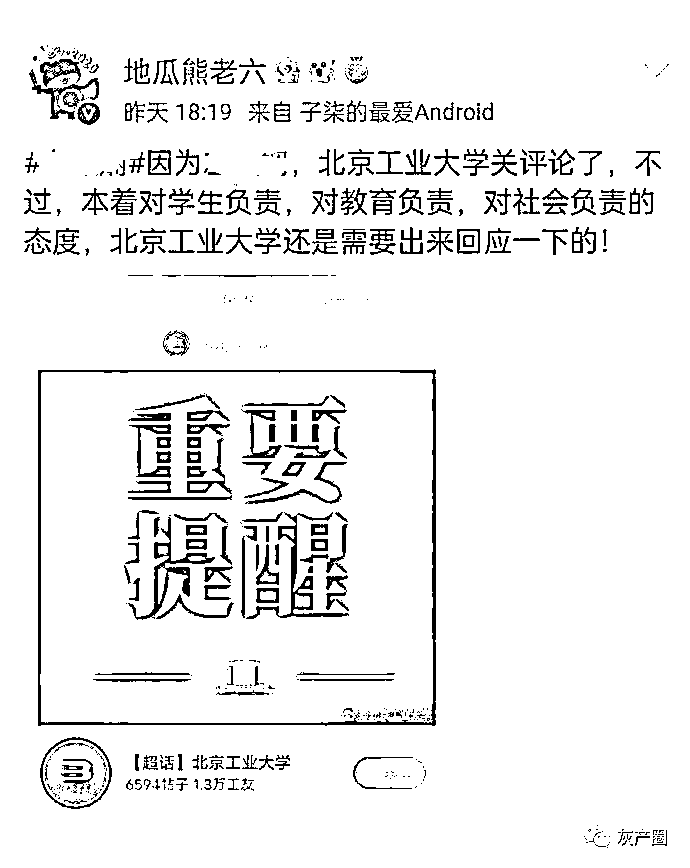 地瓜熊老六
昨天 18:19 来自 子柒的最爱Android
# #因为 ，北京工业大学关评论了，不
过，本着对学生负责，对教育负责，对社会负责的
态度，北京工业大学还是需要出来回应一下的！
重要
提醒
【超话】北京工业大学
6594帖子 1.3万工友
灰产圈